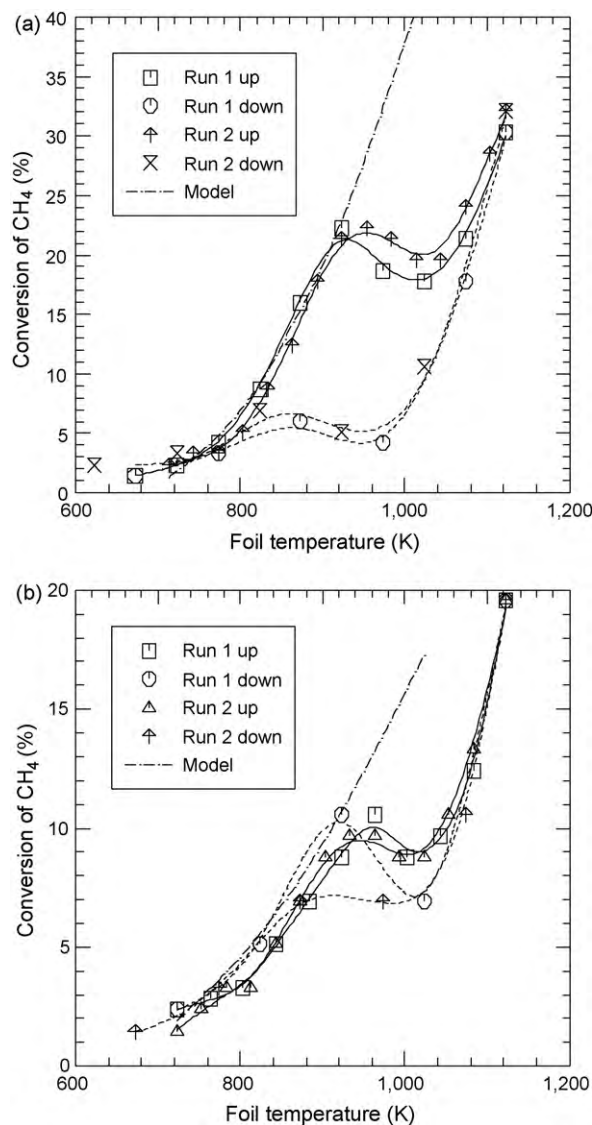 (a)
40
35
30
25
20
15
10
5
0
Conversion of CH4 (%)
Run 1 up
Run 1 down
Run 2 up
Run 2 down
Model
600 800 1,000 1,200
Foil temperature (K)
(b)
20
15
10
5
0
Conversion of CH4 (%)
Run 1 up
Run 1 down
Run 2 up
Run 2 down
Model
600 800 1,000 1,200
Foil temperature (K)